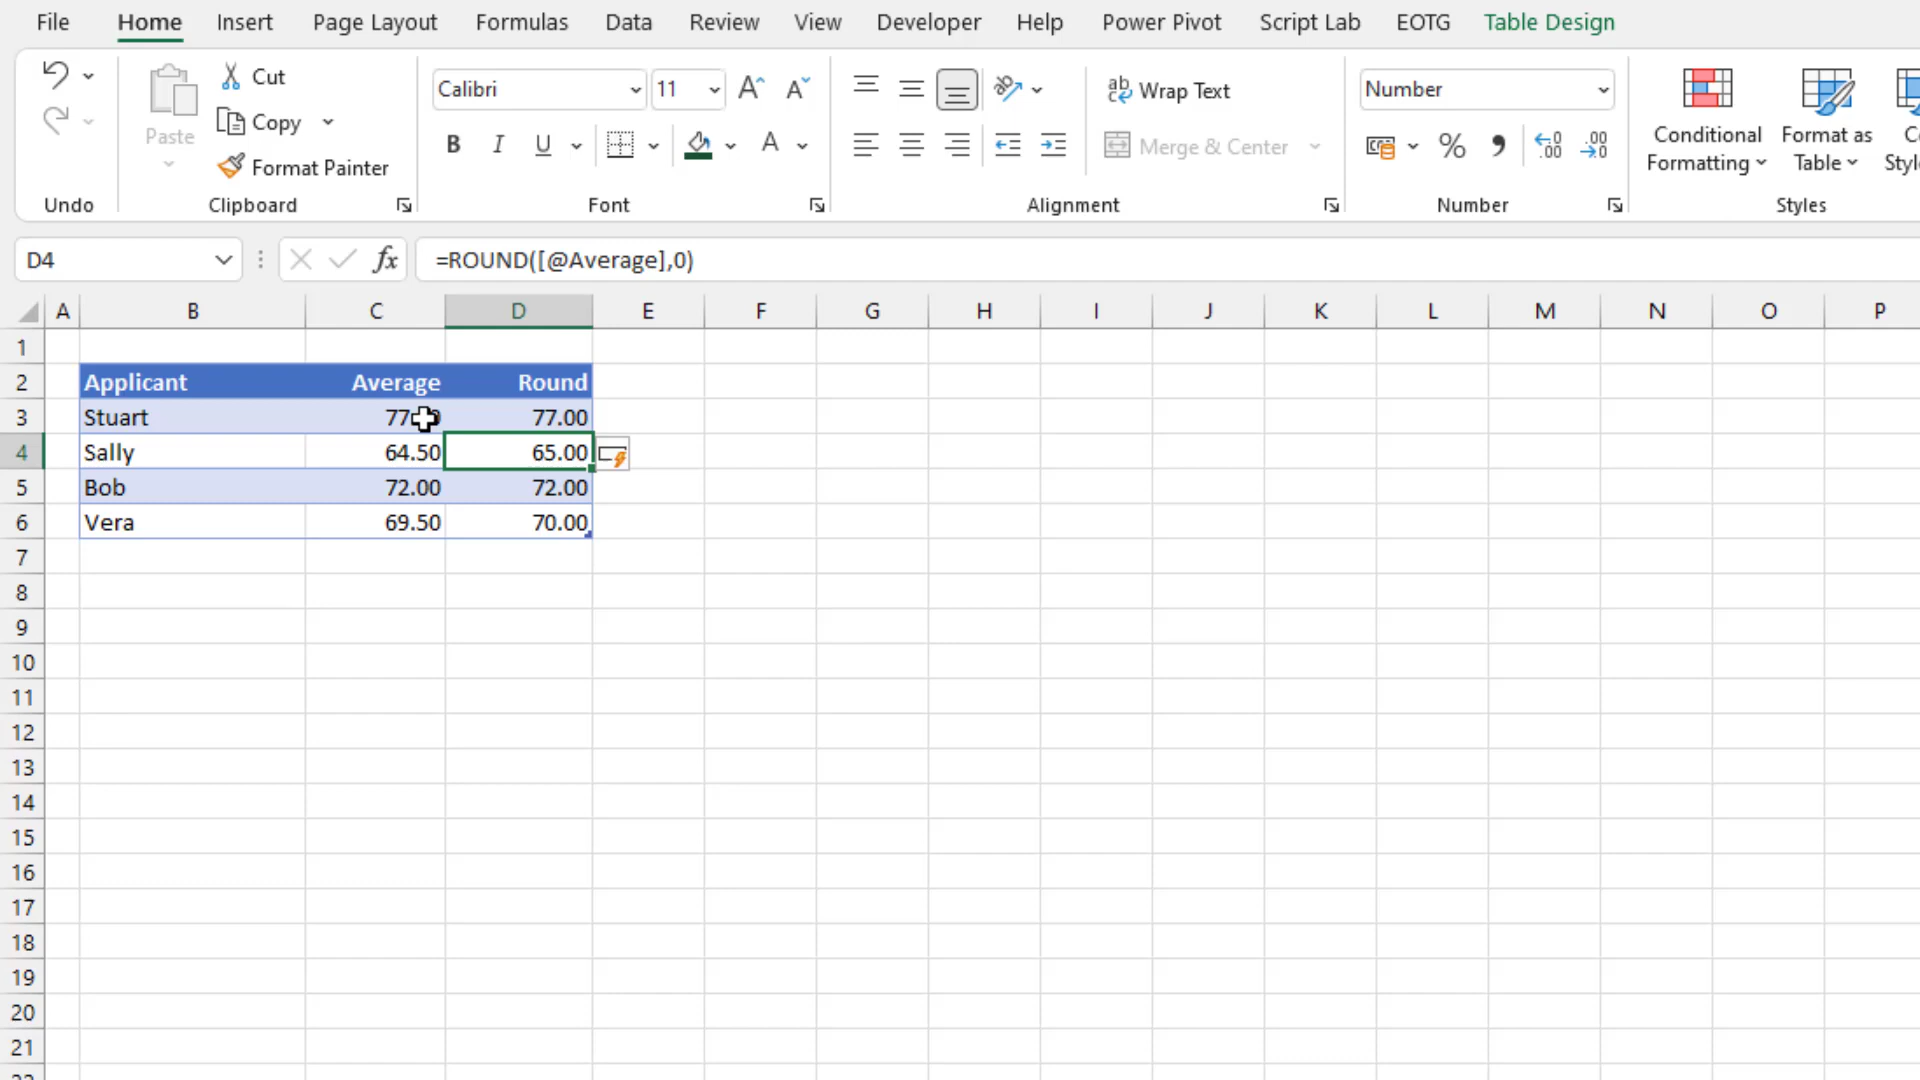 File Home Insert Page Layout Formulas Data Review View Developer Help Power Pivot Script Lab EOTG Table Design
Paste
Cut
Copy
Format Painter
Calibri 11
B I U A
Wrap Text
Merge & Center
Number
% ,
Conditional Formatting
Format as Table
Undo Clipboard Font Alignment Number Styles
D4 fx =ROUND([@Average],0)
A B C D E F G H I J K L M N O P
1
2 Applicant Average Round
3 Stuart 77.00
4 Sally 64.50 65.00
5 Bob 72.00 72.00
6 Vera 69.50 70.00
7
8
9
10
11
12
13
14
15
16
17
18
19
20
21